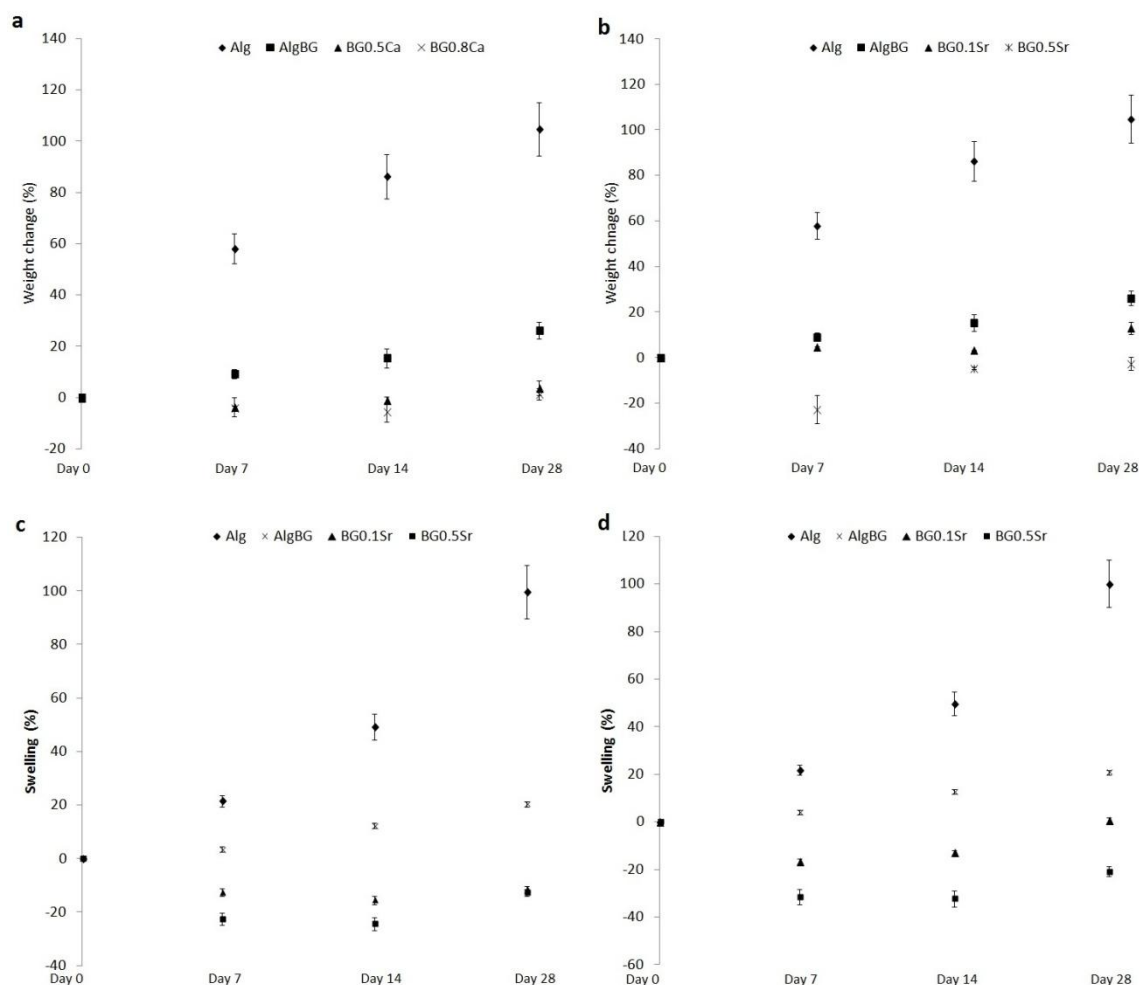 a
140
Alg AlgBG BG0.5Ca BG0.8Ca
120
100
80
60
40
20
0
-20
Weight change (%)
Day 0 Day 7 Day 14 Day 28
b
140
Alg AlgBG BG0.1Sr BG0.5Sr
120
100
80
60
40
20
0
-20
-40
Weight chnage (%)
Day 0 Day 7 Day 14 Day 28
c
120
Alg AlgBG BG0.1Sr BG0.5Sr
100
80
60
40
20
0
-20
-40
Swelling (%)
Day 0 Day 7 Day 14 Day 28
d
120
Alg AlgBG BG0.1Sr BG0.5Sr
100
80
60
40
20
0
-20
-40
-60
Swelling (%)
Day 0 Day 7 Day 14 Day 28